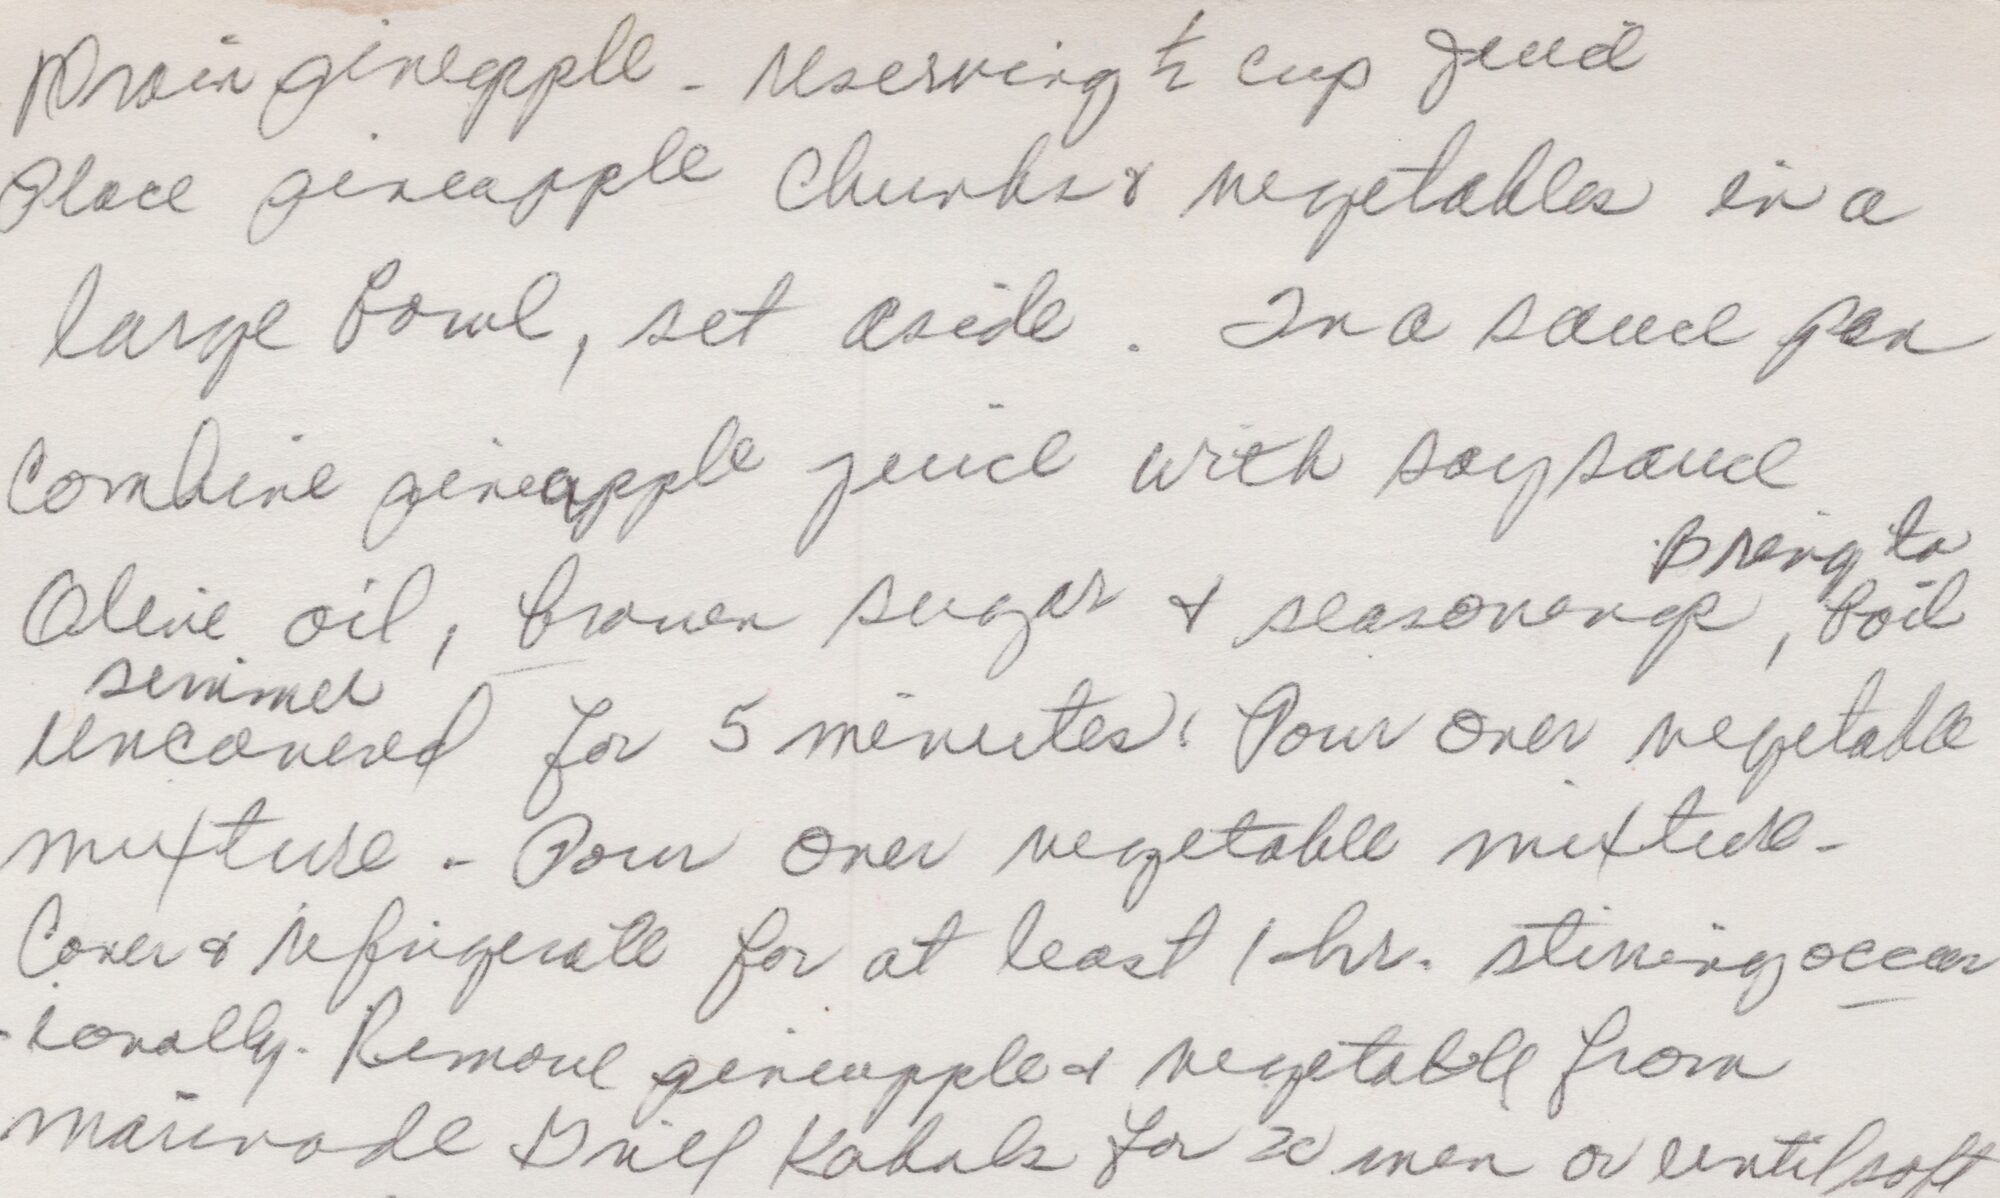 Drain pineapple - reserving 1/2 cup juice
Place pineapple chunks & vegetables in a
large bowl, set aside. In a sauce pan
Combine pineapple juice with soy sauce
Bring to
Olive oil, brown sugar & seasonings, boil
simmer
uncovered for 5 minutes. Pour over vegetable
mixture - Pour over vegetable mixture -
Cover & refrigerate for at least 1-hr. stirring occas
-ionally. Remove pineapple & vegetable from
Marinade Grill Kabobs for 20 min or until soft